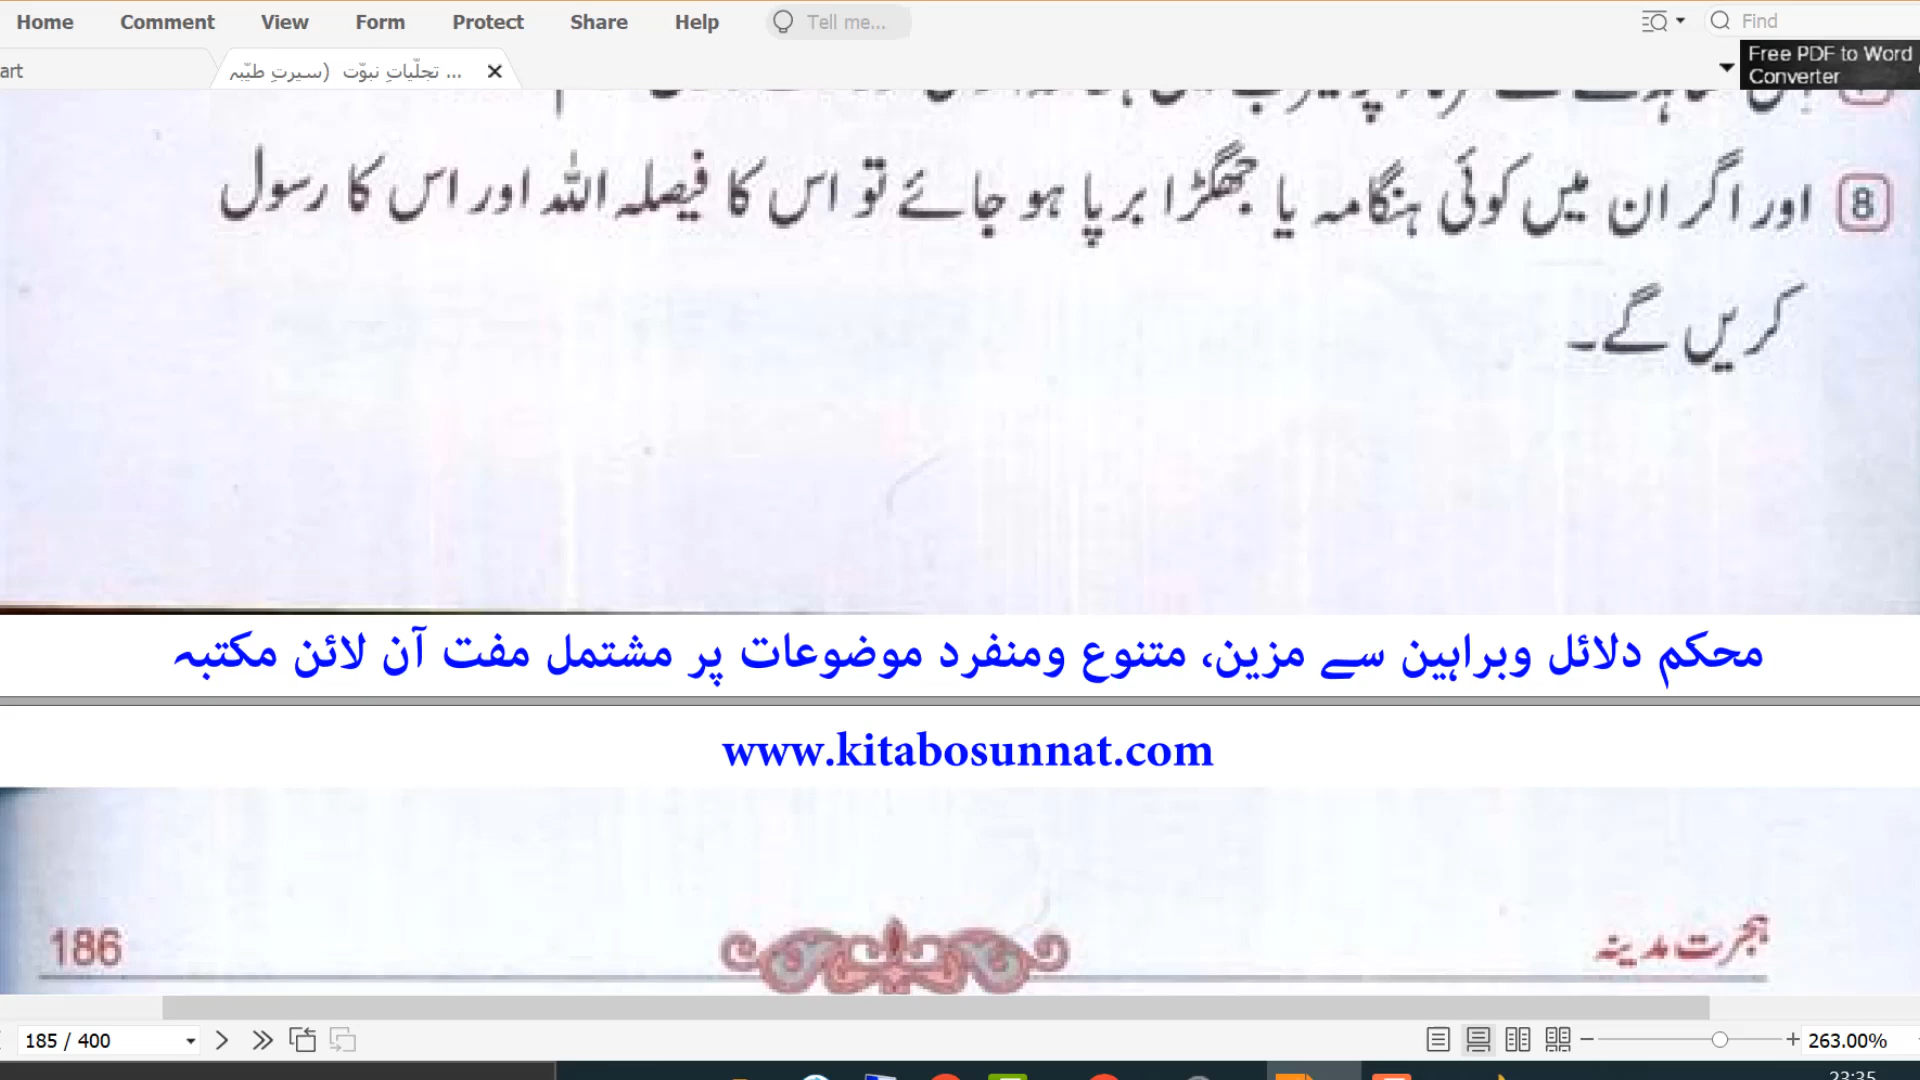 Home Comment View Form Protect Share Help Tell me... Find
Free PDF to Word
Converter
art
تجلّیاتِ نبوّت (سیرتِ طیّبہ ...
8 اور اگر ان میں کوئی ہنگامہ یا جھگڑا برپا ہو جائے تو اس کا فیصلہ اللہ اور اس کا رسول
کریں گے۔
محکم دلائل وبراہین سے مزین، متنوع ومنفرد موضوعات پر مشتمل مفت آن لائن مکتبہ
www.kitabosunnat.com
ہجرت مدینہ
186
185 / 400
263.00%
23:35